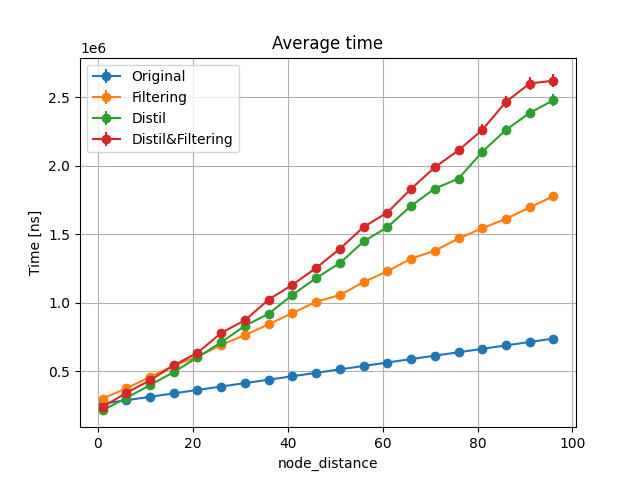 Average time
1e6
Original
Filtering
Distil
Distil&Filtering
2.5
2.0
1.5
1.0
0.5
Time [ns]
0 20 40 60 80 100
node_distance